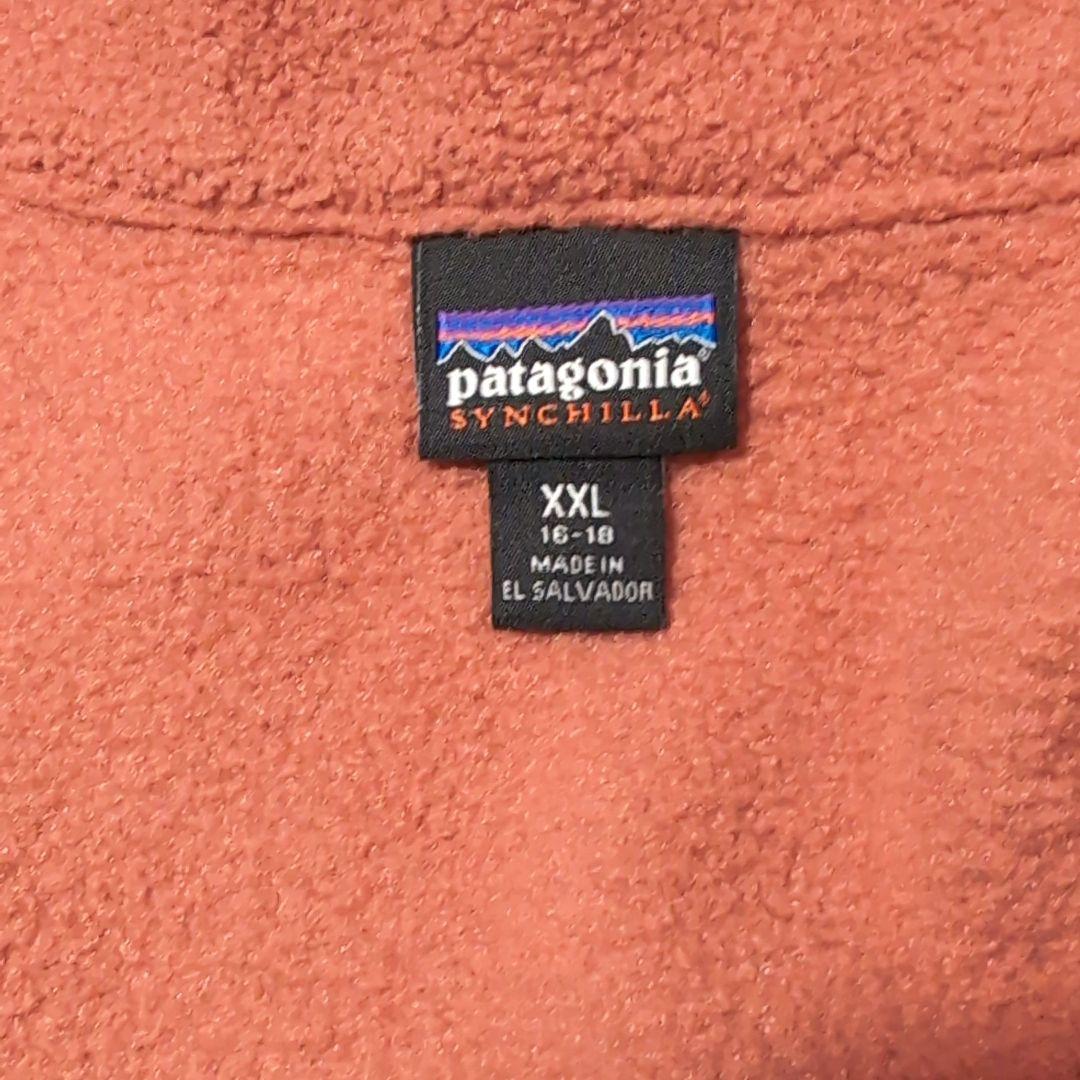 patagonia®
SYNCHILLA®
XXL
16-18
MADE IN
EL SALVADOR